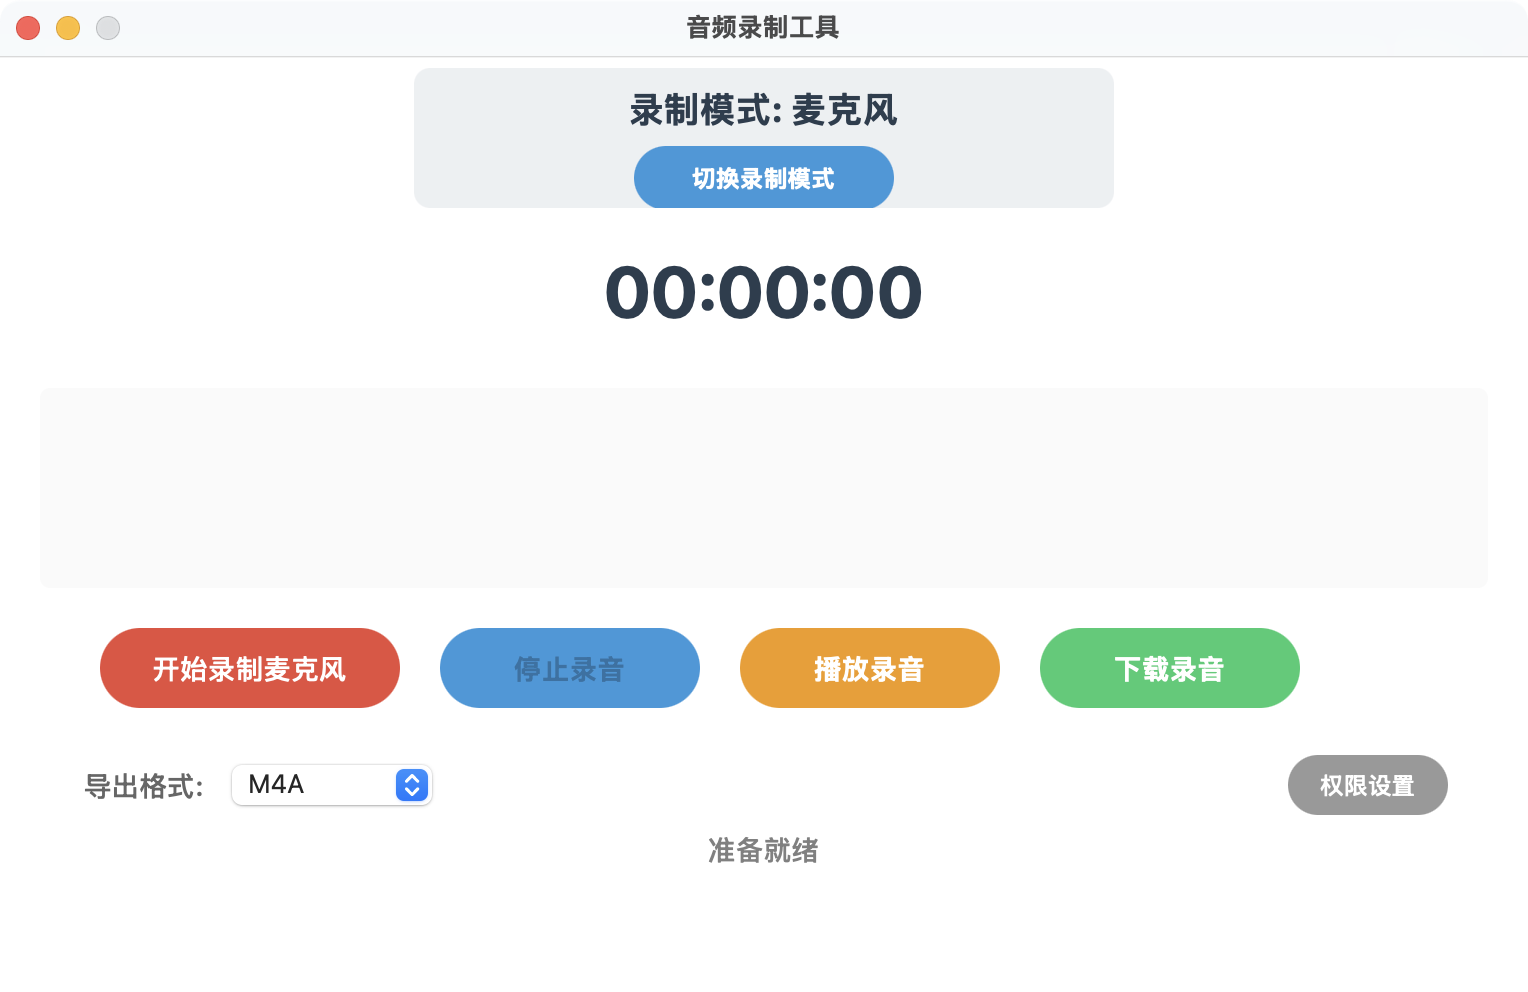 音频录制工具
录制模式: 麦克风
切换录制模式
00:00:00
开始录制麦克风
停止录音
播放录音
下载录音
导出格式:
M4A
权限设置
准备就绪